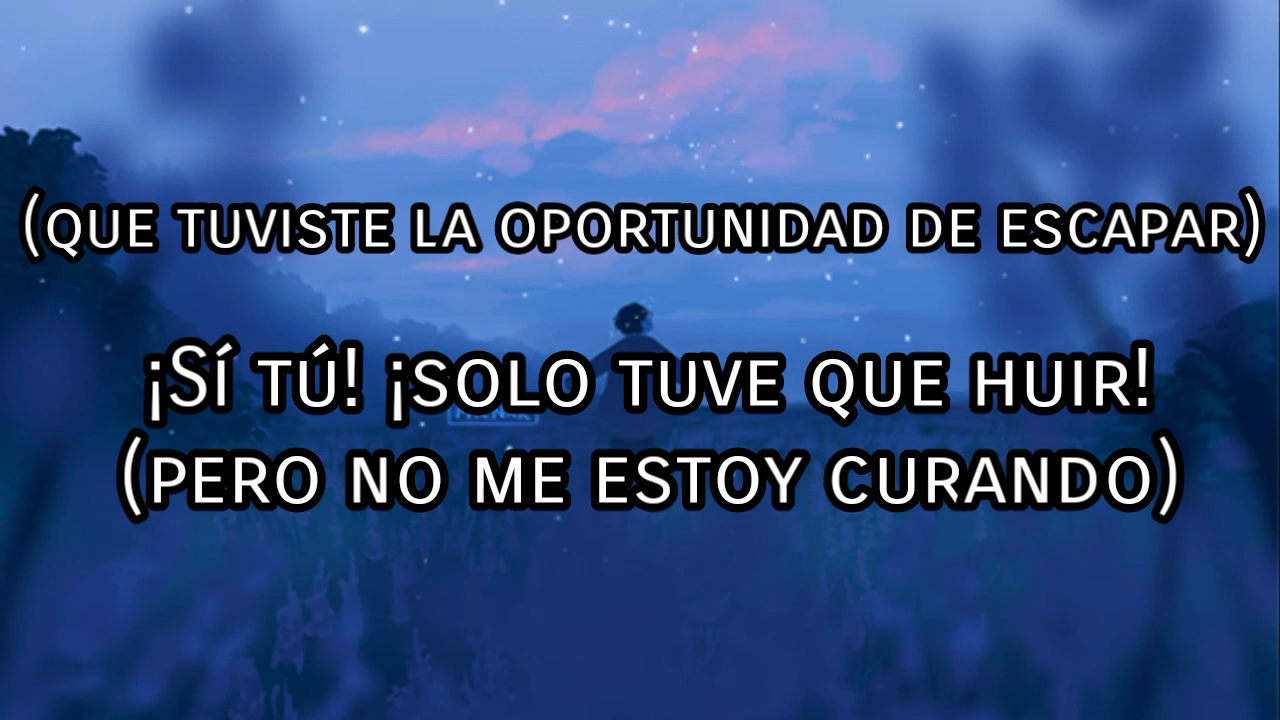 (QUE TUVISTE LA OPORTUNIDAD DE ESCAPAR)
¡SÍ TÚ! ¡SOLO TUVE QUE HUIR!
(PERO NO ME ESTOY CURANDO)